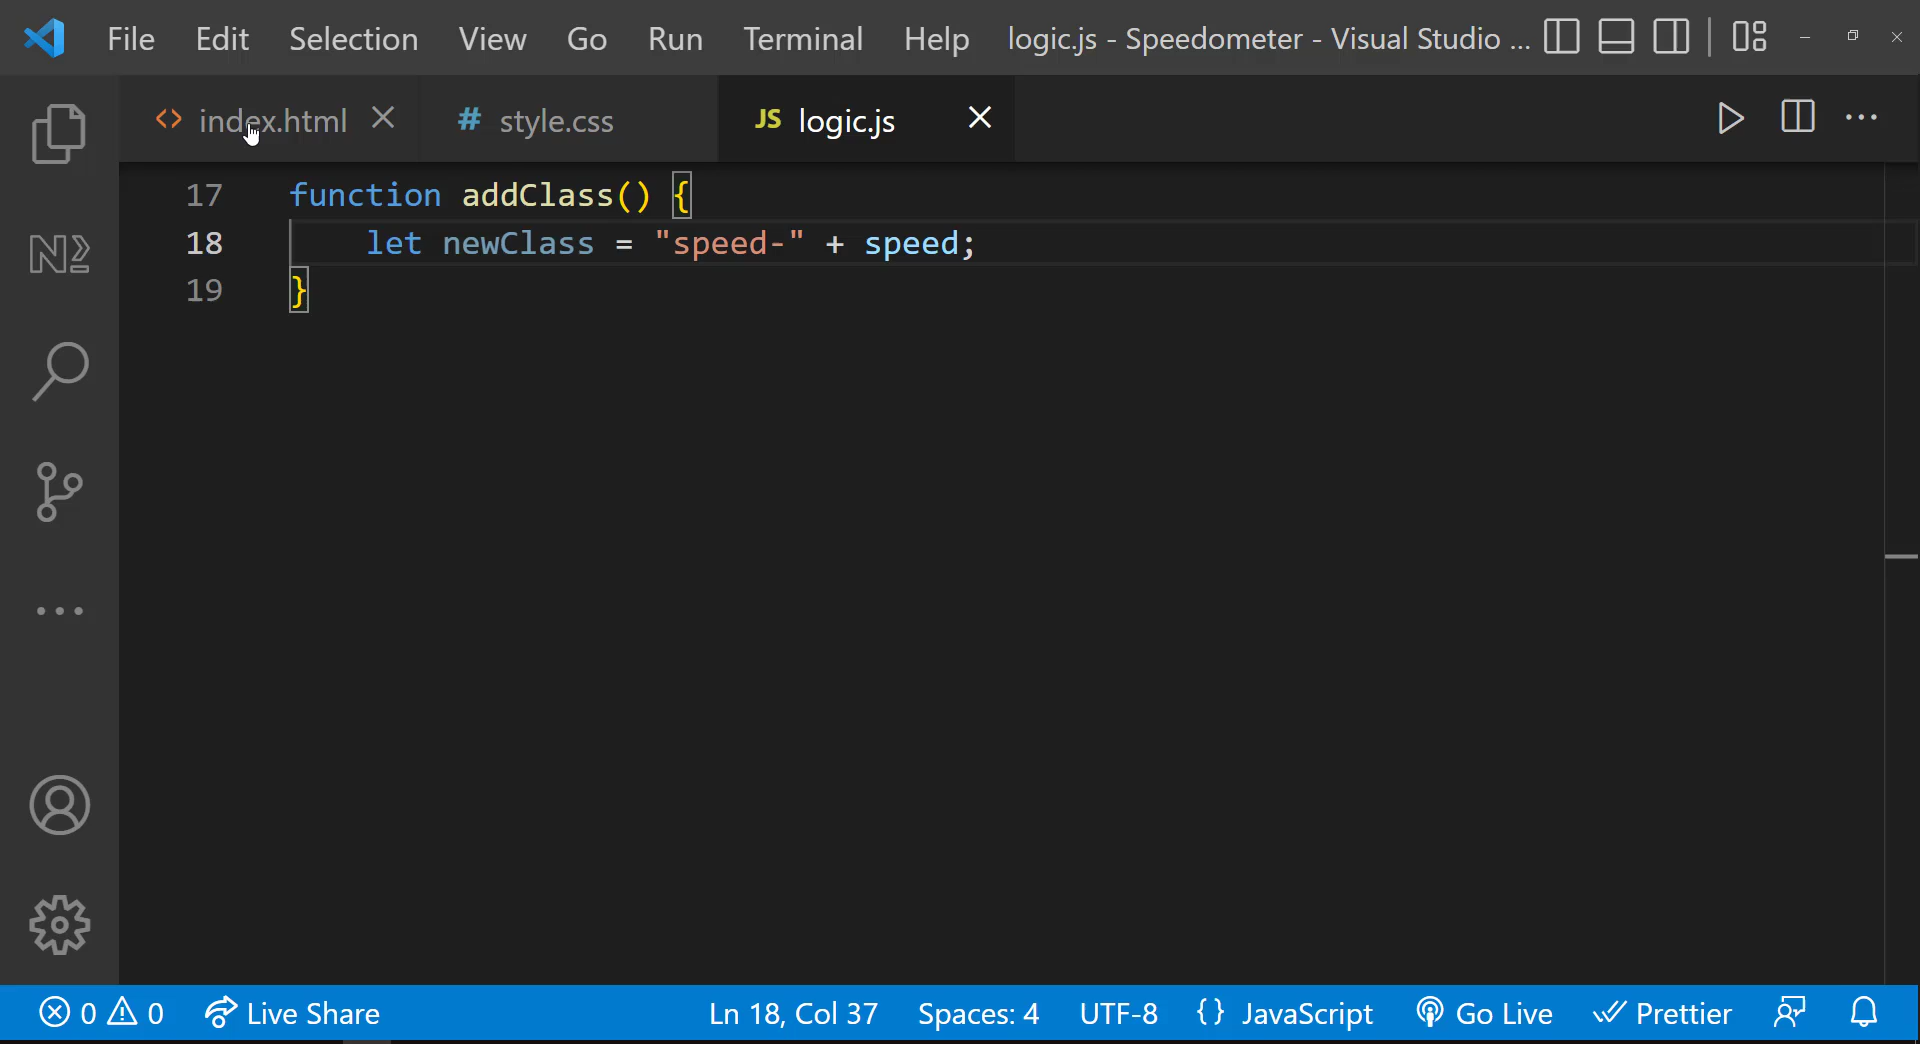 File Edit Selection View Go Run Terminal Help logic.js - Speedometer - Visual Studio ...
<> index.html # style.css JS logic.js
17 function addClass() {
18 let newClass = "speed-" + speed;
19 }
0 0 Live Share Ln 18, Col 37 Spaces: 4 UTF-8 {} JavaScript Go Live Prettier